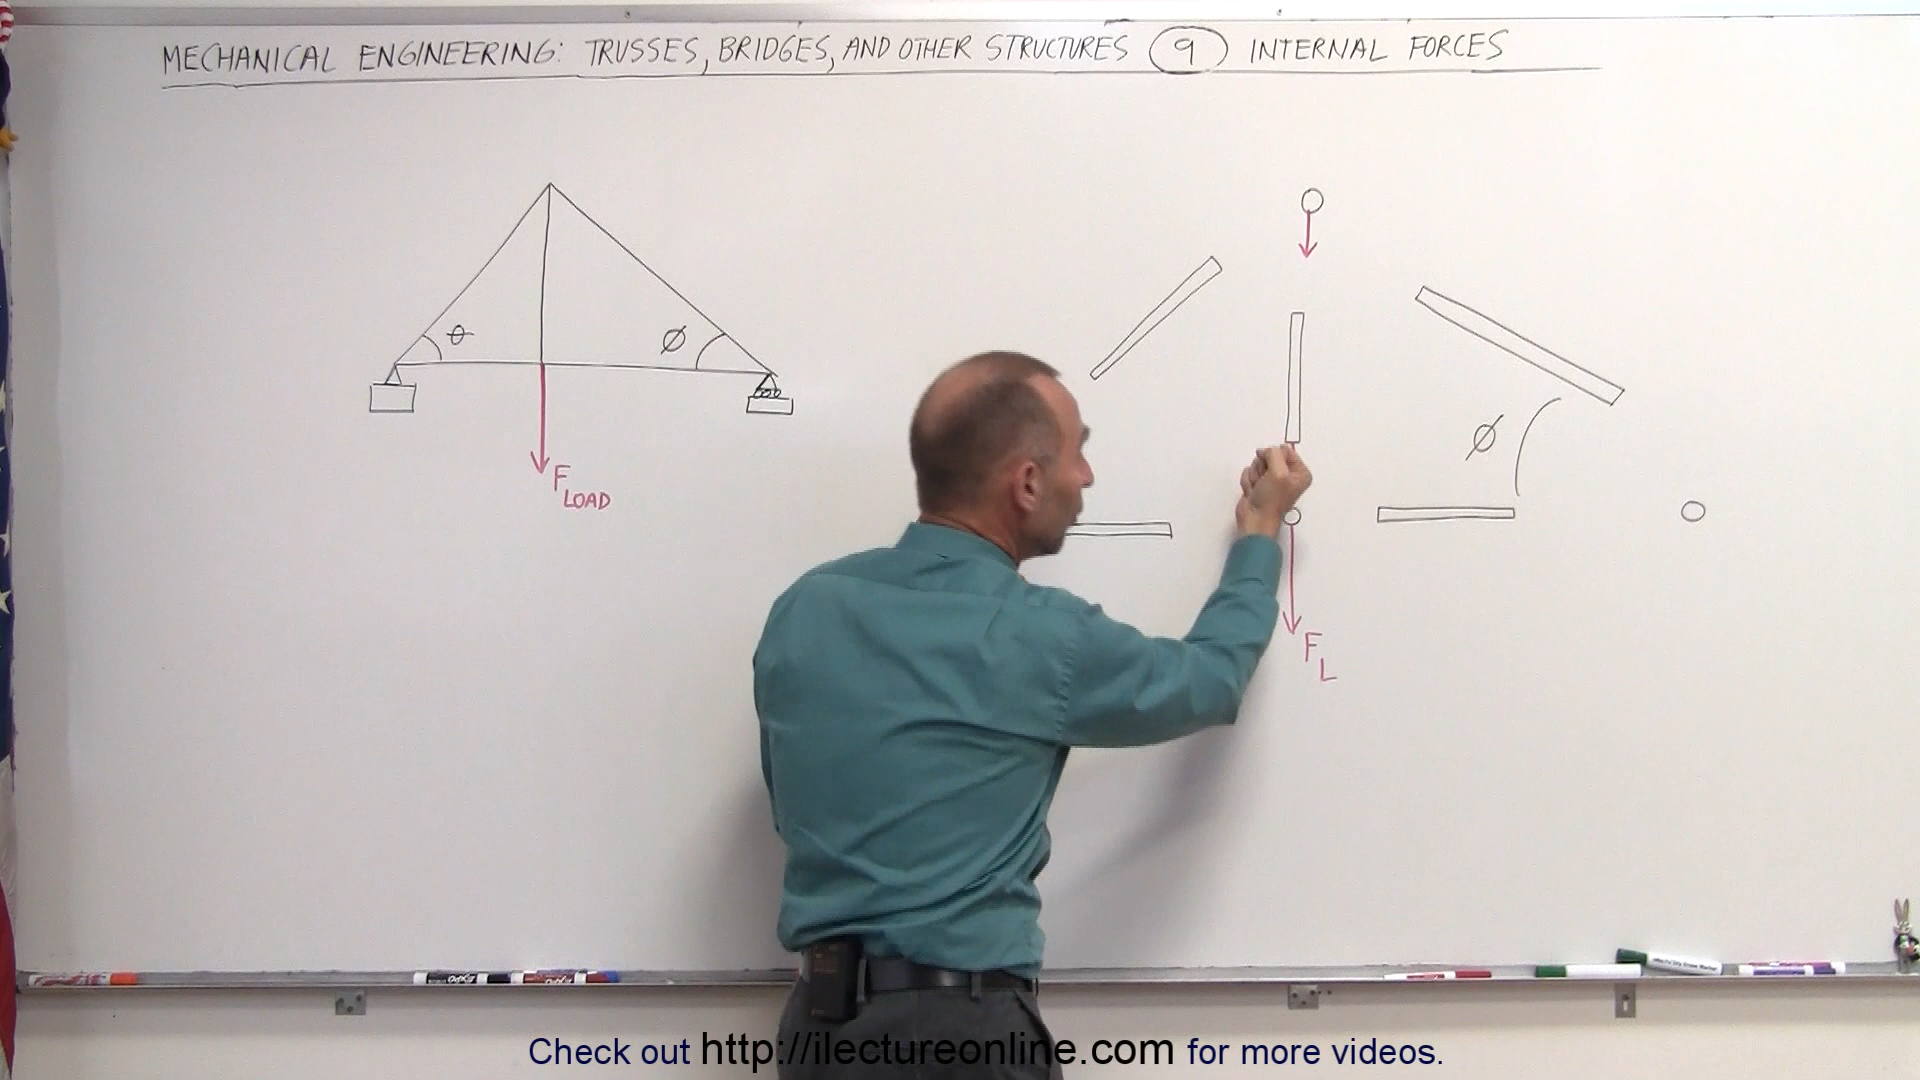 MECHANICAL ENGINEERING: TRUSSES, BRIDGES, AND OTHER STRUCTURES 9 INTERNAL FORCES
θ
ϕ
F LOAD
ϕ
F L
Check out http://ilectureonline.com for more videos.